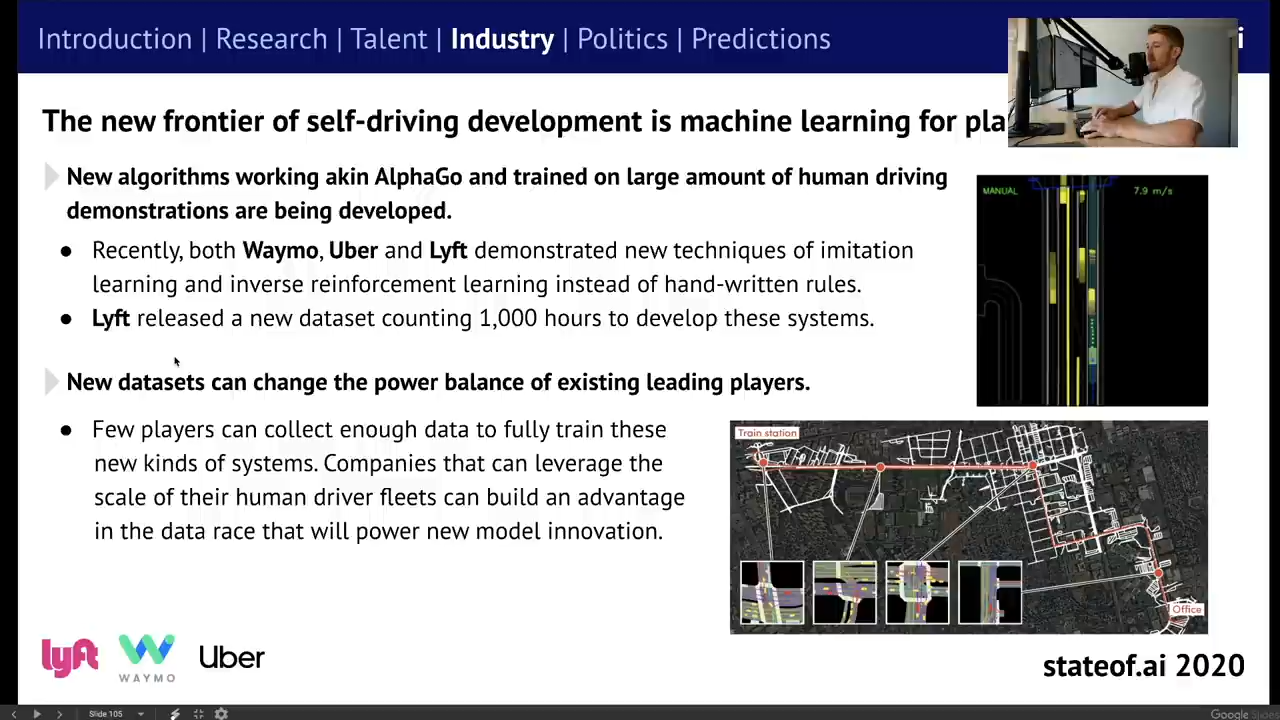 Introduction | Research | Talent | Industry | Politics | Predictions
i
The new frontier of self-driving development is machine learning for pla
New algorithms working akin AlphaGo and trained on large amount of human driving
demonstrations are being developed.
● Recently, both Waymo, Uber and Lyft demonstrated new techniques of imitation
learning and inverse reinforcement learning instead of hand-written rules.
● Lyft released a new dataset counting 1,000 hours to develop these systems.
MANUAL 7.9 m/s
New datasets can change the power balance of existing leading players.
● Few players can collect enough data to fully train these
new kinds of systems. Companies that can leverage the
scale of their human driver fleets can build an advantage
in the data race that will power new model innovation.
Train station
Office
lyft
WAYMO
Uber
stateof.ai 2020
Slide 105
Google Slides